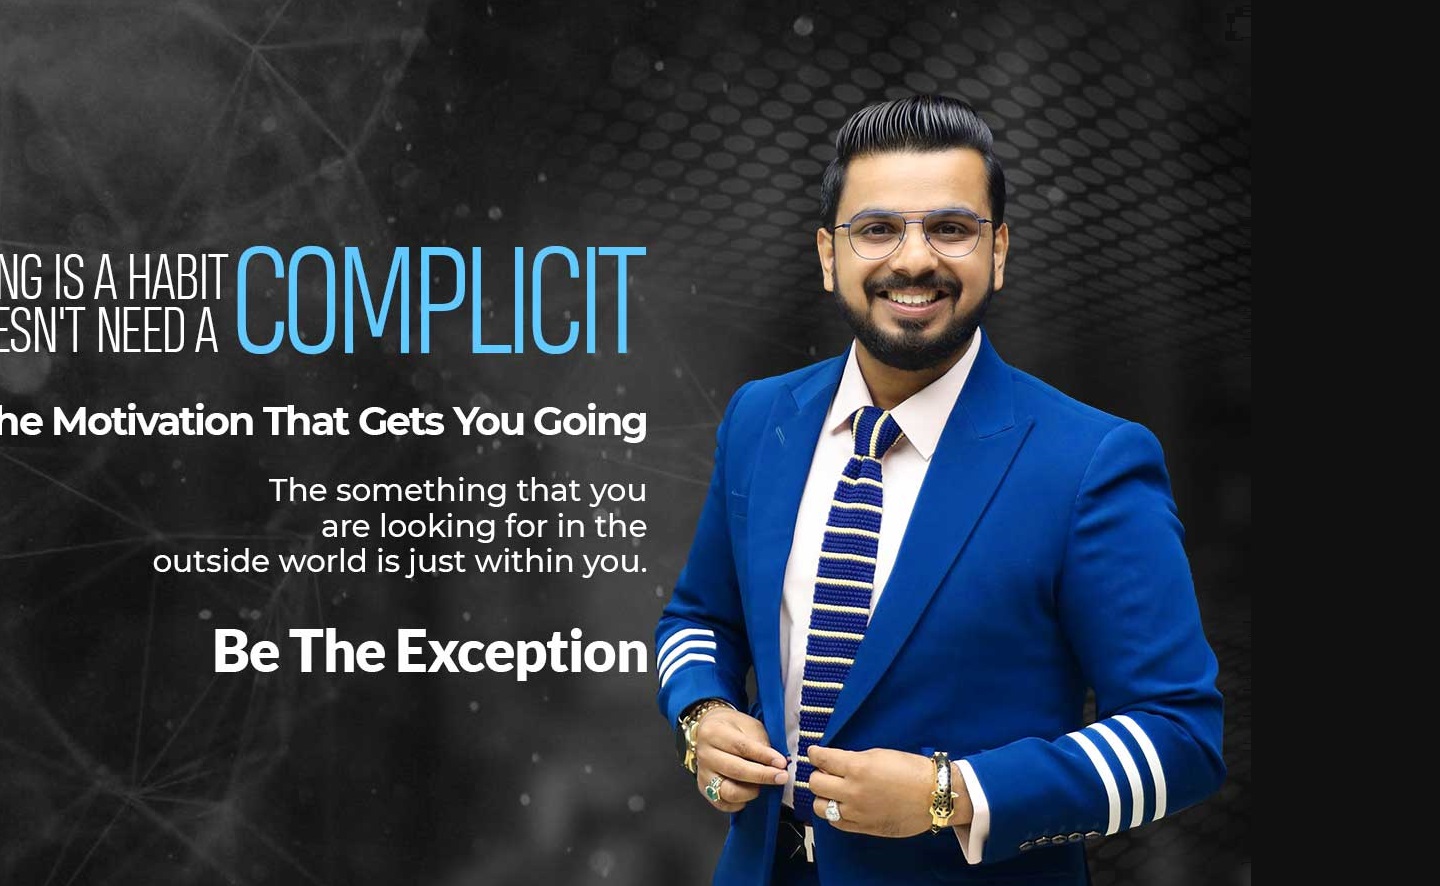 NG IS A HABIT
ESN'T NEED A
COMPLICIT
he Motivation That Gets You Going
The something that you
are looking for in the
outside world is just within you.
Be The Exception